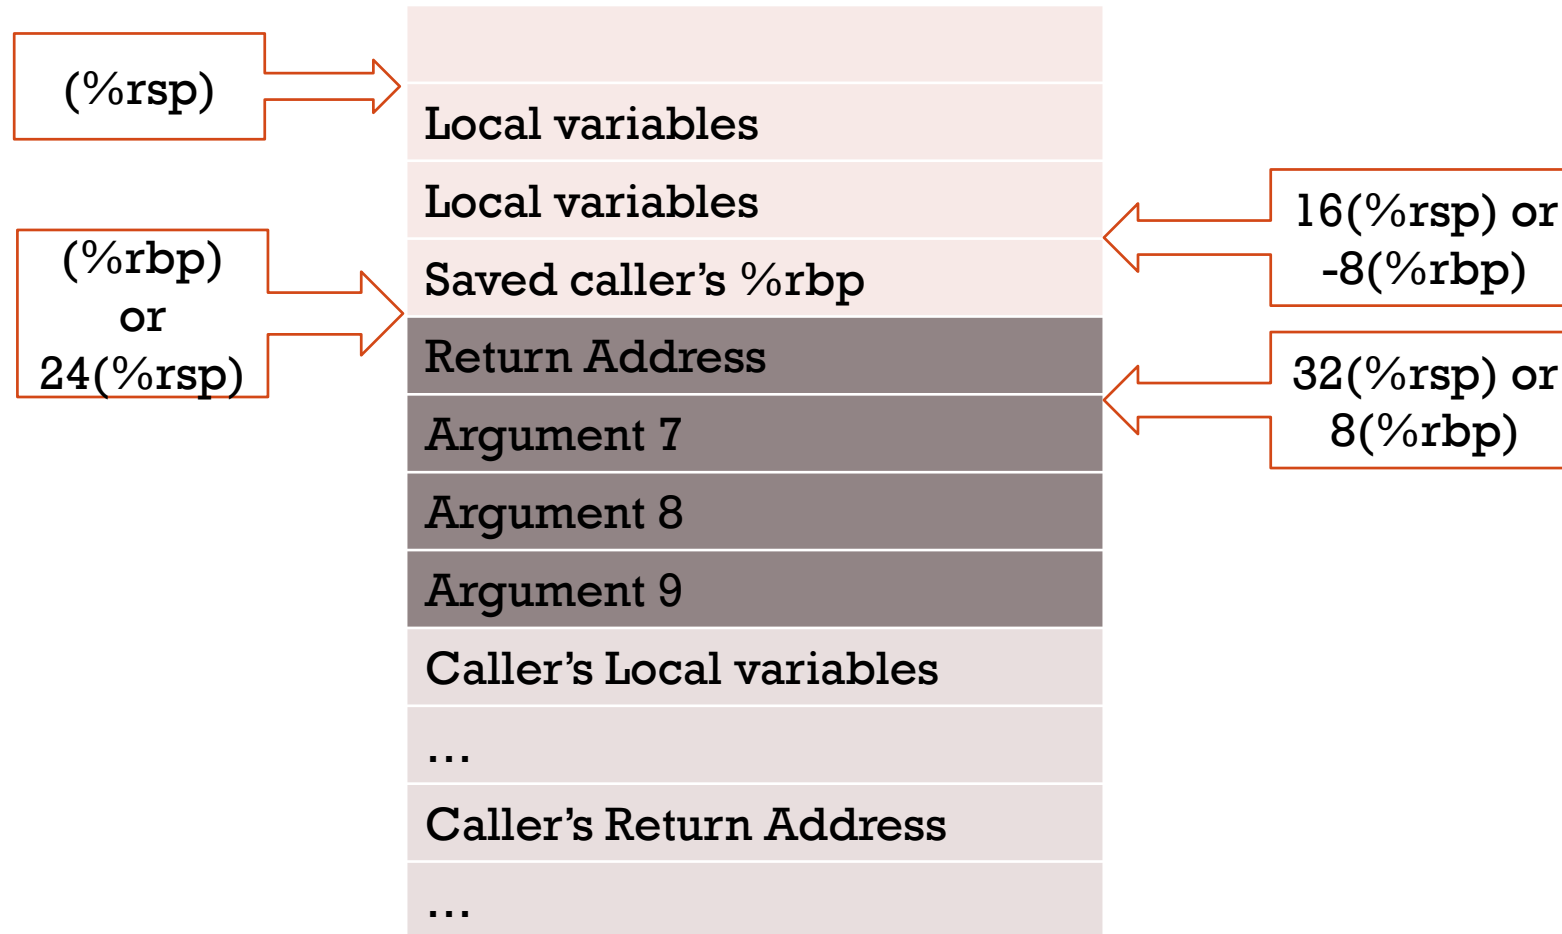 (%rsp)
Local variables
Local variables
16(%rsp) or
-8(%rbp)
(%rbp)
or
24(%rsp)
Saved caller’s %rbp
Return Address
32(%rsp) or
8(%rbp)
Argument 7
Argument 8
Argument 9
Caller’s Local variables
…
Caller’s Return Address
…